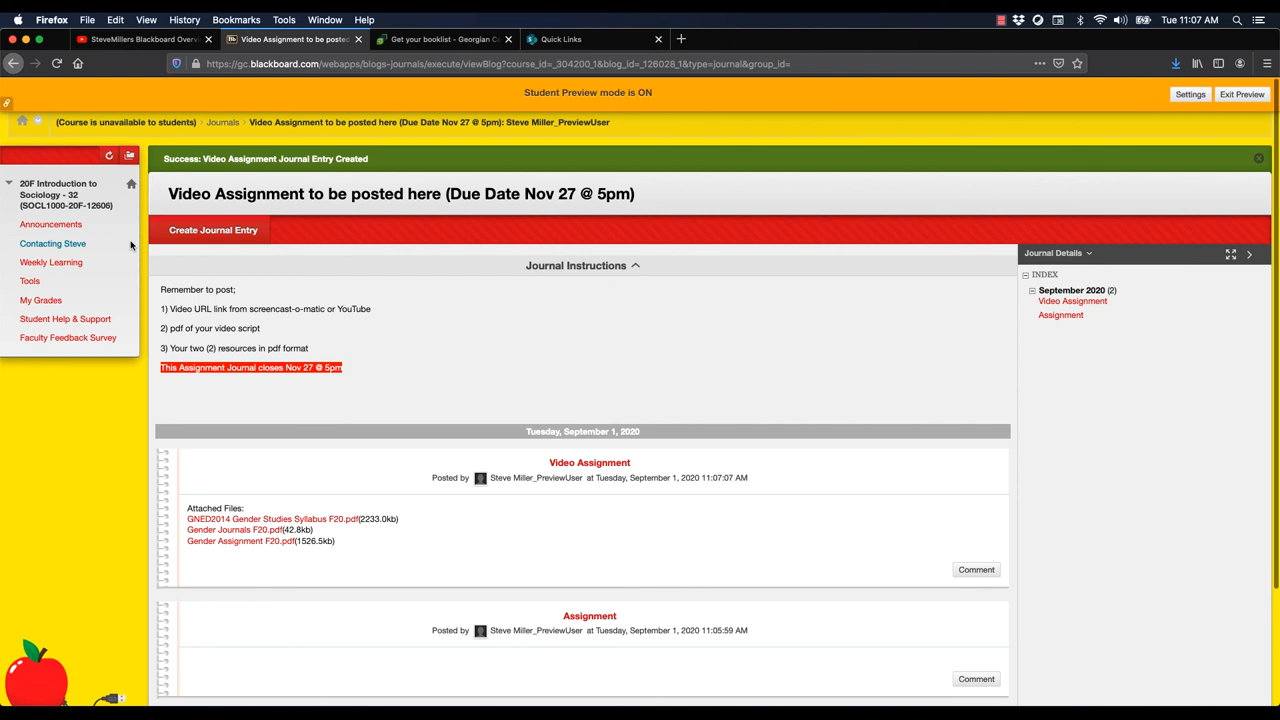 Firefox File Edit View History Bookmarks Tools Window Help Tue 11:07 AM
SteveMillers Blackboard Overv Video Assignment to be posted Get your booklist - Georgian C Quick Links
https://gc.blackboard.com/webapps/blogs-journals/execute/viewBlog?course_id=_304200_1&blog_id=_126028_1&type=journal&group_id=
Student Preview mode is ON
Settings Exit Preview
(Course is unavailable to students) Journals Video Assignment to be posted here (Due Date Nov 27 @ 5pm): Steve Miller_PreviewUser
20F Introduction to
Sociology - 32
(SOCL1000-20F-12606)
Announcements
Contacting Steve
Weekly Learning
Tools
My Grades
Student Help & Support
Faculty Feedback Survey
Success: Video Assignment Journal Entry Created
Video Assignment to be posted here (Due Date Nov 27 @ 5pm)
Create Journal Entry
Journal Instructions
Remember to post;
1) Video URL link from screencast-o-matic or YouTube
2) pdf of your video script
3) Your two (2) resources in pdf format
This Assignment Journal closes Nov 27 @ 5pm
Tuesday, September 1, 2020
Video Assignment
Posted by Steve Miller_PreviewUser at Tuesday, September 1, 2020 11:07:07 AM
Attached Files:
GNED2014 Gender Studies Syllabus F20.pdf(2233.0kb)
Gender Journals F20.pdf(42.8kb)
Gender Assignment F20.pdf(1526.5kb)
Comment
Assignment
Posted by Steve Miller_PreviewUser at Tuesday, September 1, 2020 11:05:59 AM
Comment
Journal Details
INDEX
September 2020 (2)
Video Assignment
Assignment